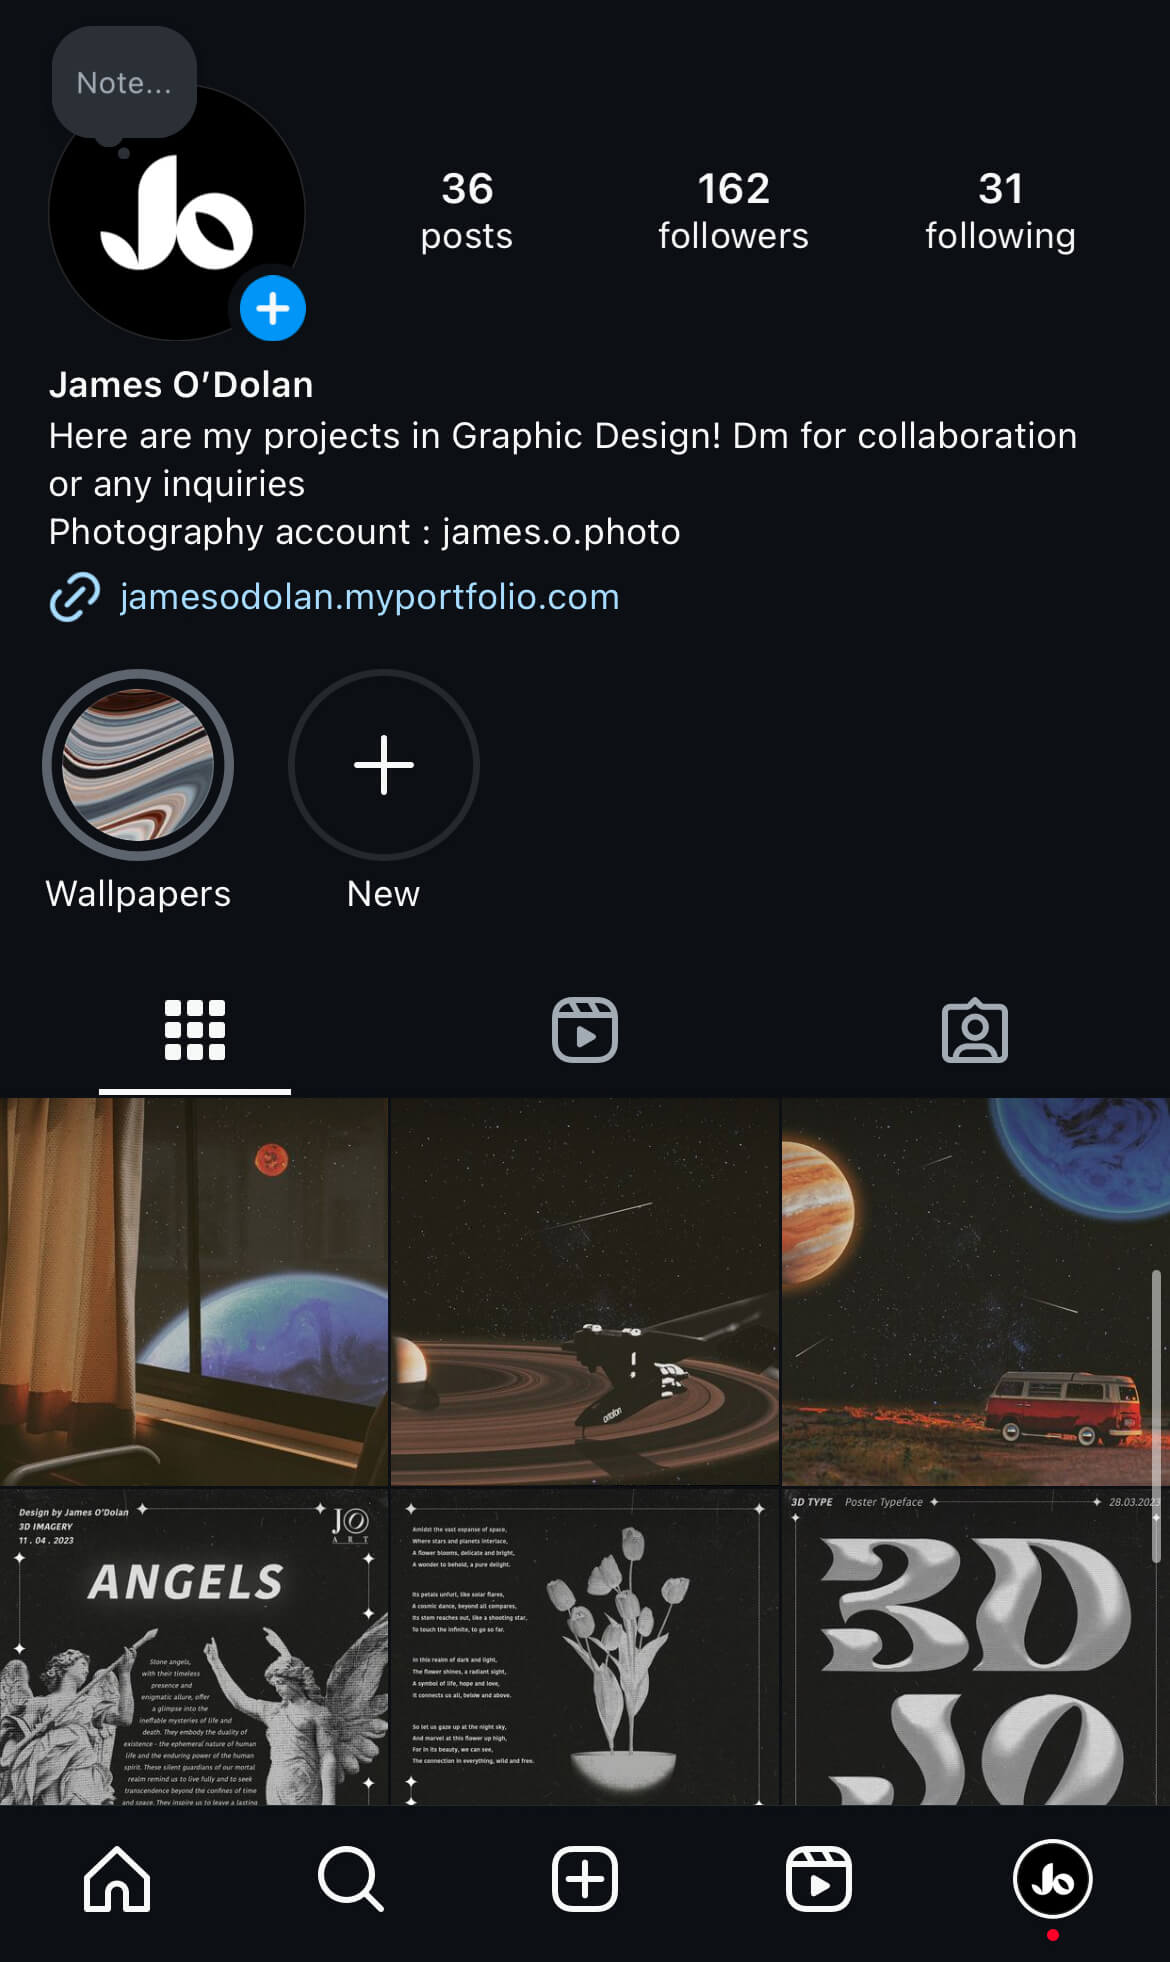 Note...
Jo
36
posts
162
followers
31
following
James O’Dolan
Here are my projects in Graphic Design! Dm for collaboration
or any inquiries
Photography account : james.o.photo
jamesodolan.myportfolio.com
Wallpapers
New
ortofon
Design by James O'Dolan
3D IMAGERY
11 . 04 . 2023
JO
A R T
ANGELS
Stone angels,
with their timeless
presence and
enigmatic allure, offer
a glimpse into the
ineffable mysteries of life and
death. They embody the duality of
existence - the ephemeral nature of human
life and the enduring power of the human
spirit. These silent guardians of our mortal
realm remind us to live fully and to seek
transcendence beyond the confines of time
and space. They inspire us to leave a lasting
Amidst the vast expanse of space,
Where stars and planets interlace,
A flower blooms, delicate and bright,
A wonder to behold, a pure delight.
Its petals unfurl, like solar flares,
A cosmic dance, beyond all compares,
Its stem reaches out, like a shooting star,
To touch the infinite, to go so far.
In this realm of dark and light,
The flower shines, a radiant sight,
A symbol of life, hope and love,
It connects us all, below and above.
So let us gaze up at the night sky,
And marvel at this flower up high,
For in its beauty, we can see,
The connection in everything, wild and free.
3D TYPE Poster Typeface 28.03.2023
3D
JO
Jo